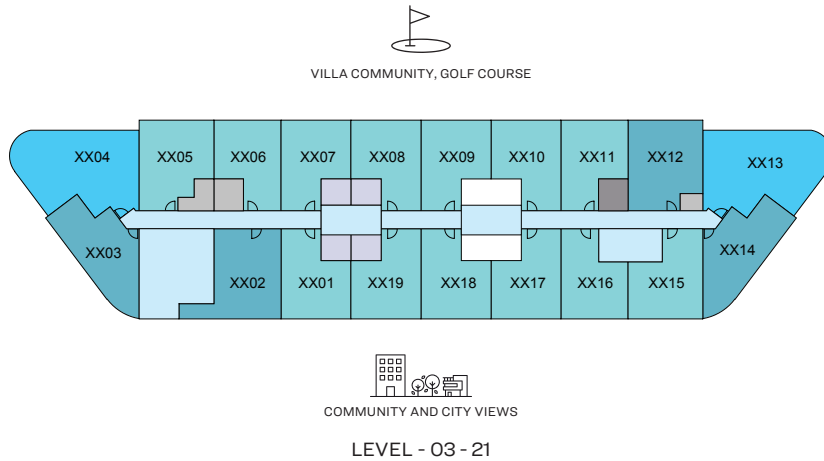 VILLA COMMUNITY, GOLF COURSE
XX04 XX05 XX06 XX07 XX08 XX09 XX10 XX11 XX12 XX13
XX03 XX02 XX01 XX19 XX18 XX17 XX16 XX15 XX14
COMMUNITY AND CITY VIEWS
LEVEL - 03 - 21